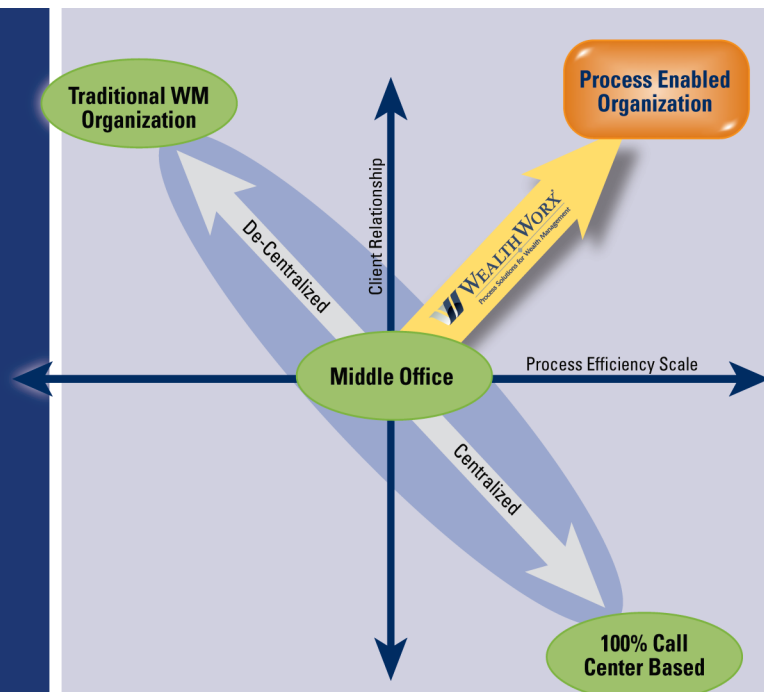 Traditional WM
Organization
Process Enabled
Organization
Client Relationship
De-Centralized
WEALTHWORX®
Process Solutions for Wealth Management
Middle Office
Process Efficiency Scale
Centralized
100% Call
Center Based